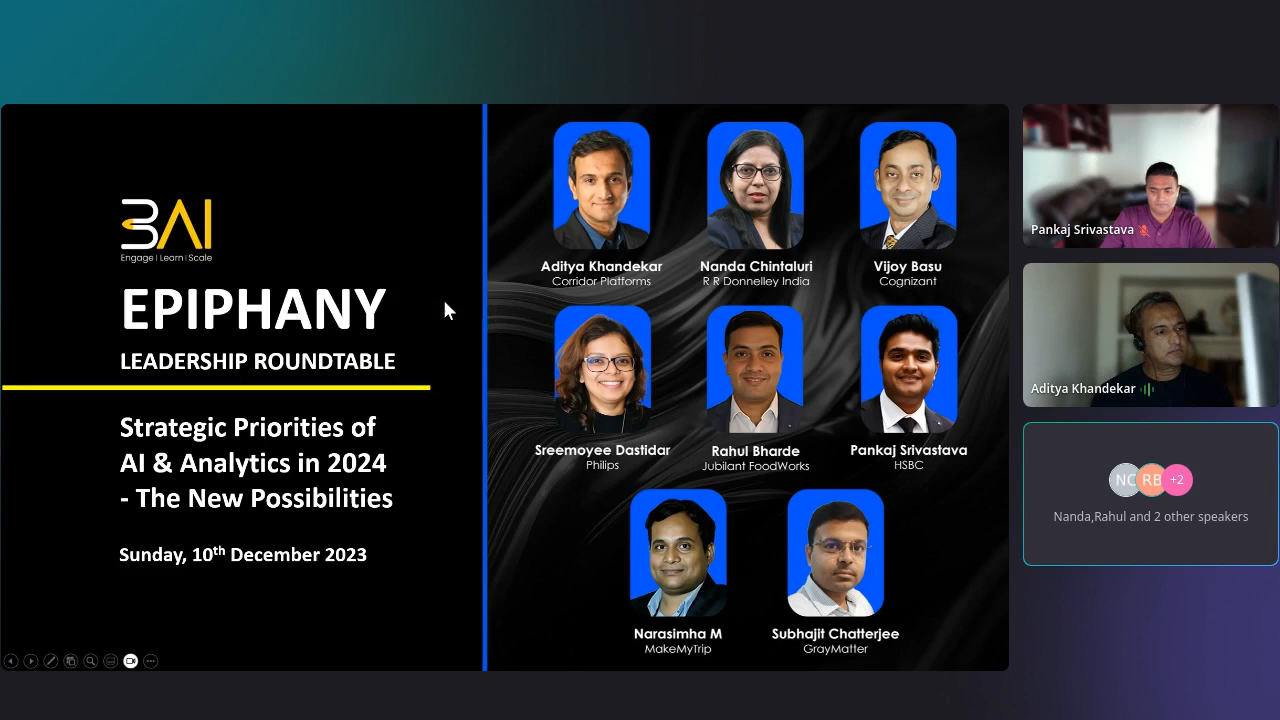 3AI
Engage | Learn | Scale
EPIPHANY
LEADERSHIP ROUNDTABLE
Strategic Priorities of
AI & Analytics in 2024
- The New Possibilities
Sunday, 10th December 2023
Aditya Khandekar
Corridor Platforms
Nanda Chintaluri
R R Donnelley India
Vijoy Basu
Cognizant
Sreemoyee Dastidar
Philips
Rahul Bharde
Jubilant FoodWorks
Pankaj Srivastava
HSBC
Narasimha M
MakeMyTrip
Subhajit Chatterjee
GrayMatter
Pankaj Srivastava
Aditya Khandekar
NC RB +2
Nanda,Rahul and 2 other speakers